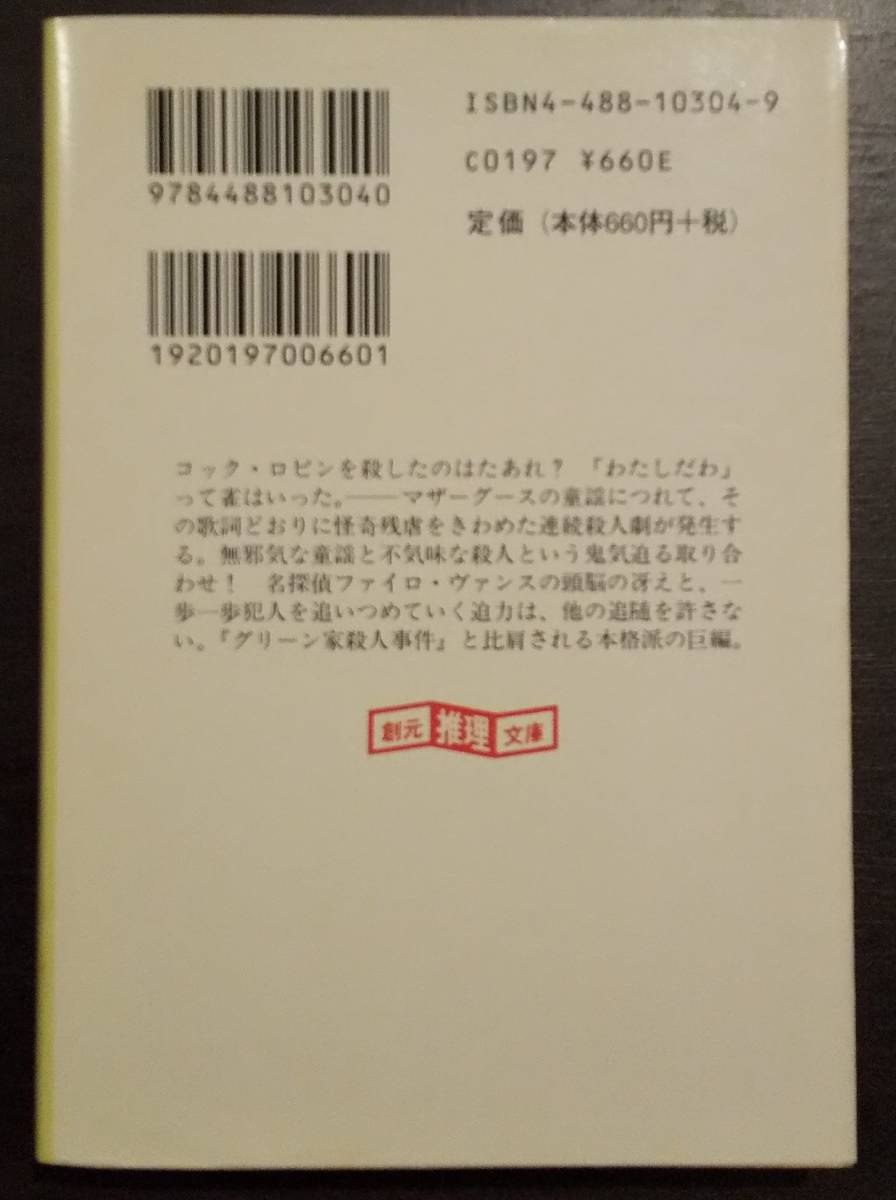 ISBN4-488-10304-9
C0197 ¥660E
定価（本体660円＋税）
9784488103040
1920197006601
コック・ロビンを殺したのはたあれ？　「わたしだわ」
って雀はいった。――マザーグースの童謡につれて、そ
の歌詞どおりに怪奇残虐をきわめた連続殺人劇が発生す
る。無邪気な童謡と不気味な殺人という鬼気迫る取り合
わせ！　名探偵ファイロ・ヴァンスの頭脳の冴えと、一
歩一歩犯人を追いつめていく迫力は、他の追随を許さな
い。『グリーン家殺人事件』と比肩される本格派の巨編。
創元推理文庫